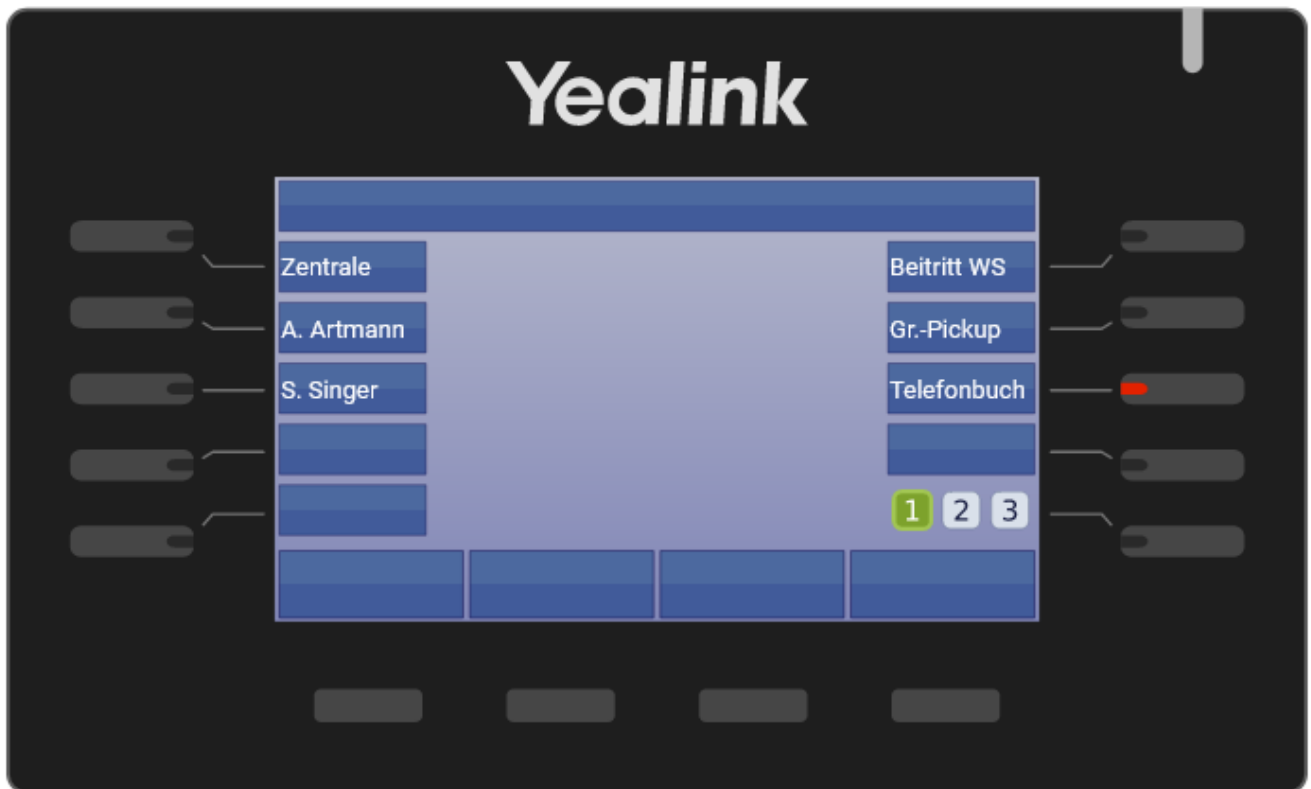 Yealink
Zentrale
Beitritt WS
A. Artmann
Gr.-Pickup
S. Singer
Telefonbuch
1 2 3